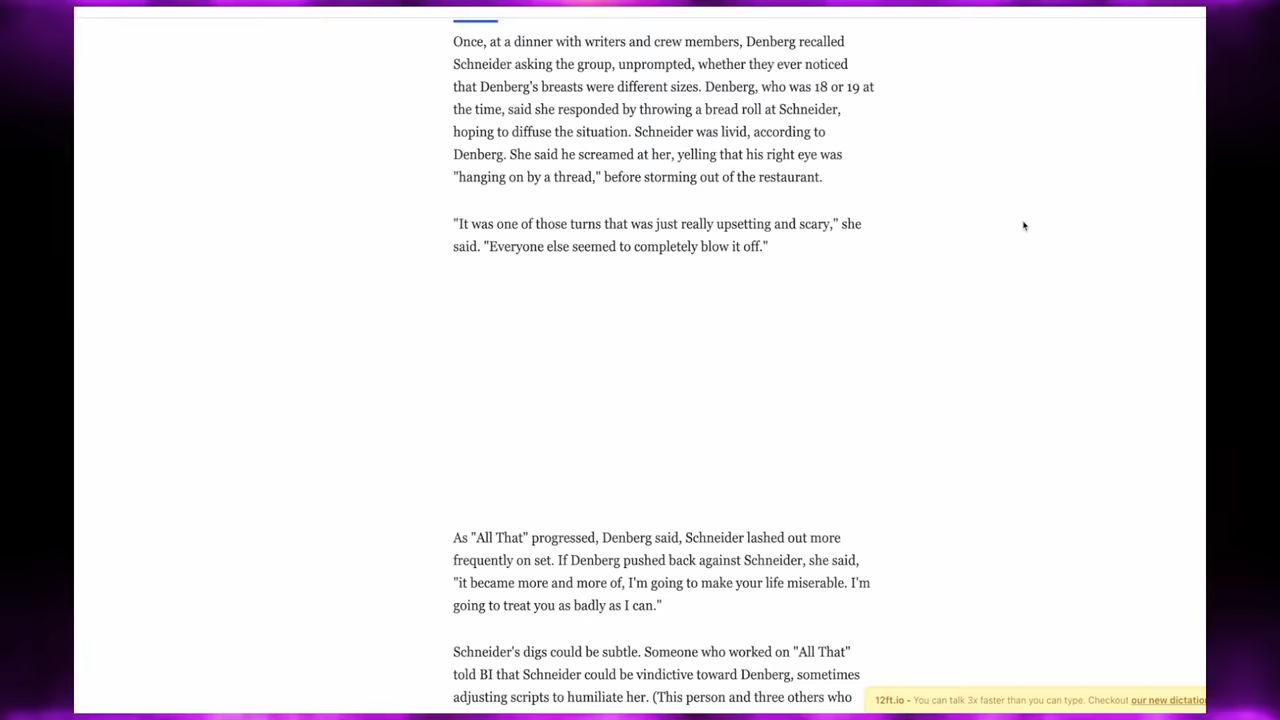 Once, at a dinner with writers and crew members, Denberg recalled
Schneider asking the group, unprompted, whether they ever noticed
that Denberg's breasts were different sizes. Denberg, who was 18 or 19 at
the time, said she responded by throwing a bread roll at Schneider,
hoping to diffuse the situation. Schneider was livid, according to
Denberg. She said he screamed at her, yelling that his right eye was
"hanging on by a thread," before storming out of the restaurant.
"It was one of those turns that was just really upsetting and scary," she
said. "Everyone else seemed to completely blow it off."
As "All That" progressed, Denberg said, Schneider lashed out more
frequently on set. If Denberg pushed back against Schneider, she said,
"it became more and more of, I'm going to make your life miserable. I'm
going to treat you as badly as I can."
Schneider's digs could be subtle. Someone who worked on "All That"
told BI that Schneider could be vindictive toward Denberg, sometimes
adjusting scripts to humiliate her. (This person and three others who
12ft.io - You can talk 3x faster than you can type. Checkout our new dictatio